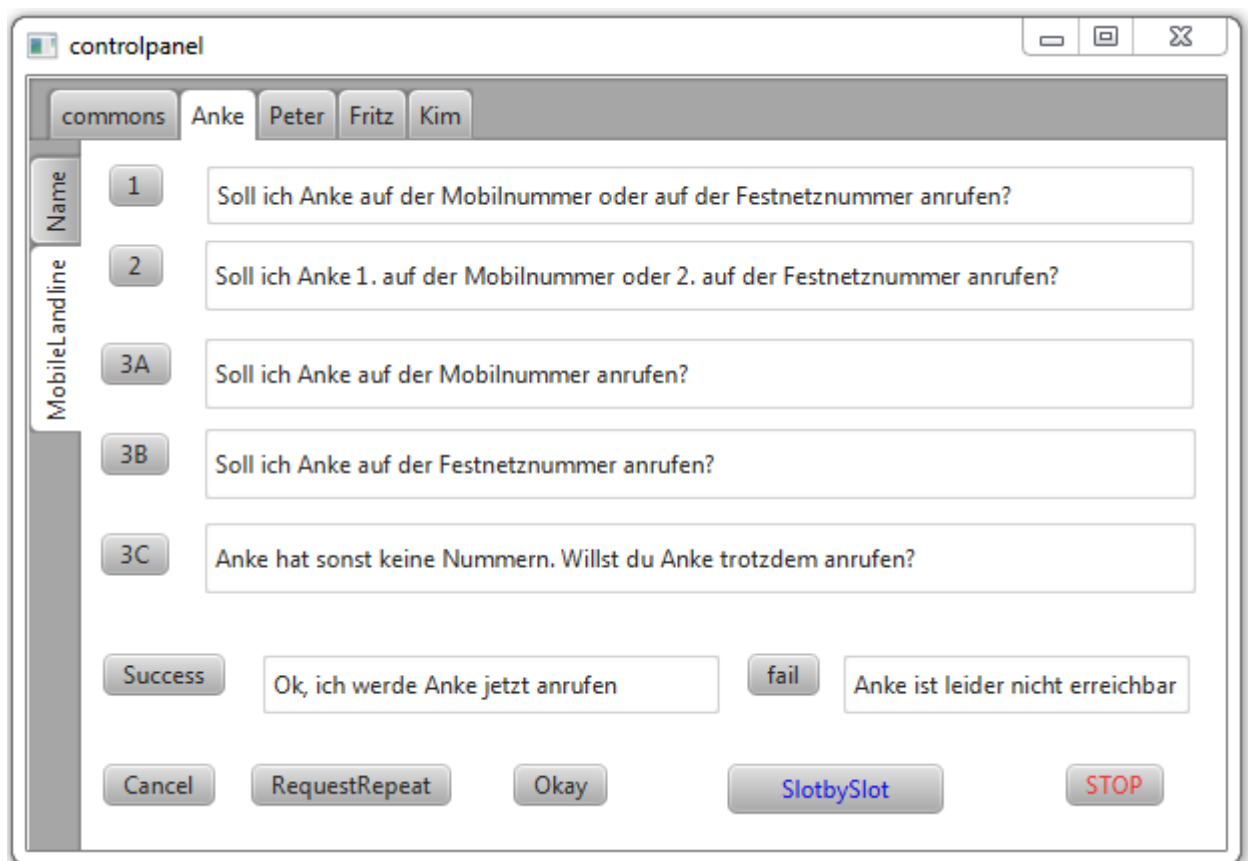 controlpanel
commons Anke Peter Fritz Kim
Name
MobileLandline
1 Soll ich Anke auf der Mobilnummer oder auf der Festnetznummer anrufen?
2 Soll ich Anke 1. auf der Mobilnummer oder 2. auf der Festnetznummer anrufen?
3A Soll ich Anke auf der Mobilnummer anrufen?
3B Soll ich Anke auf der Festnetznummer anrufen?
3C Anke hat sonst keine Nummern. Willst du Anke trotzdem anrufen?
Success Ok, ich werde Anke jetzt anrufen fail Anke ist leider nicht erreichbar
Cancel RequestRepeat Okay SlotbySlot STOP